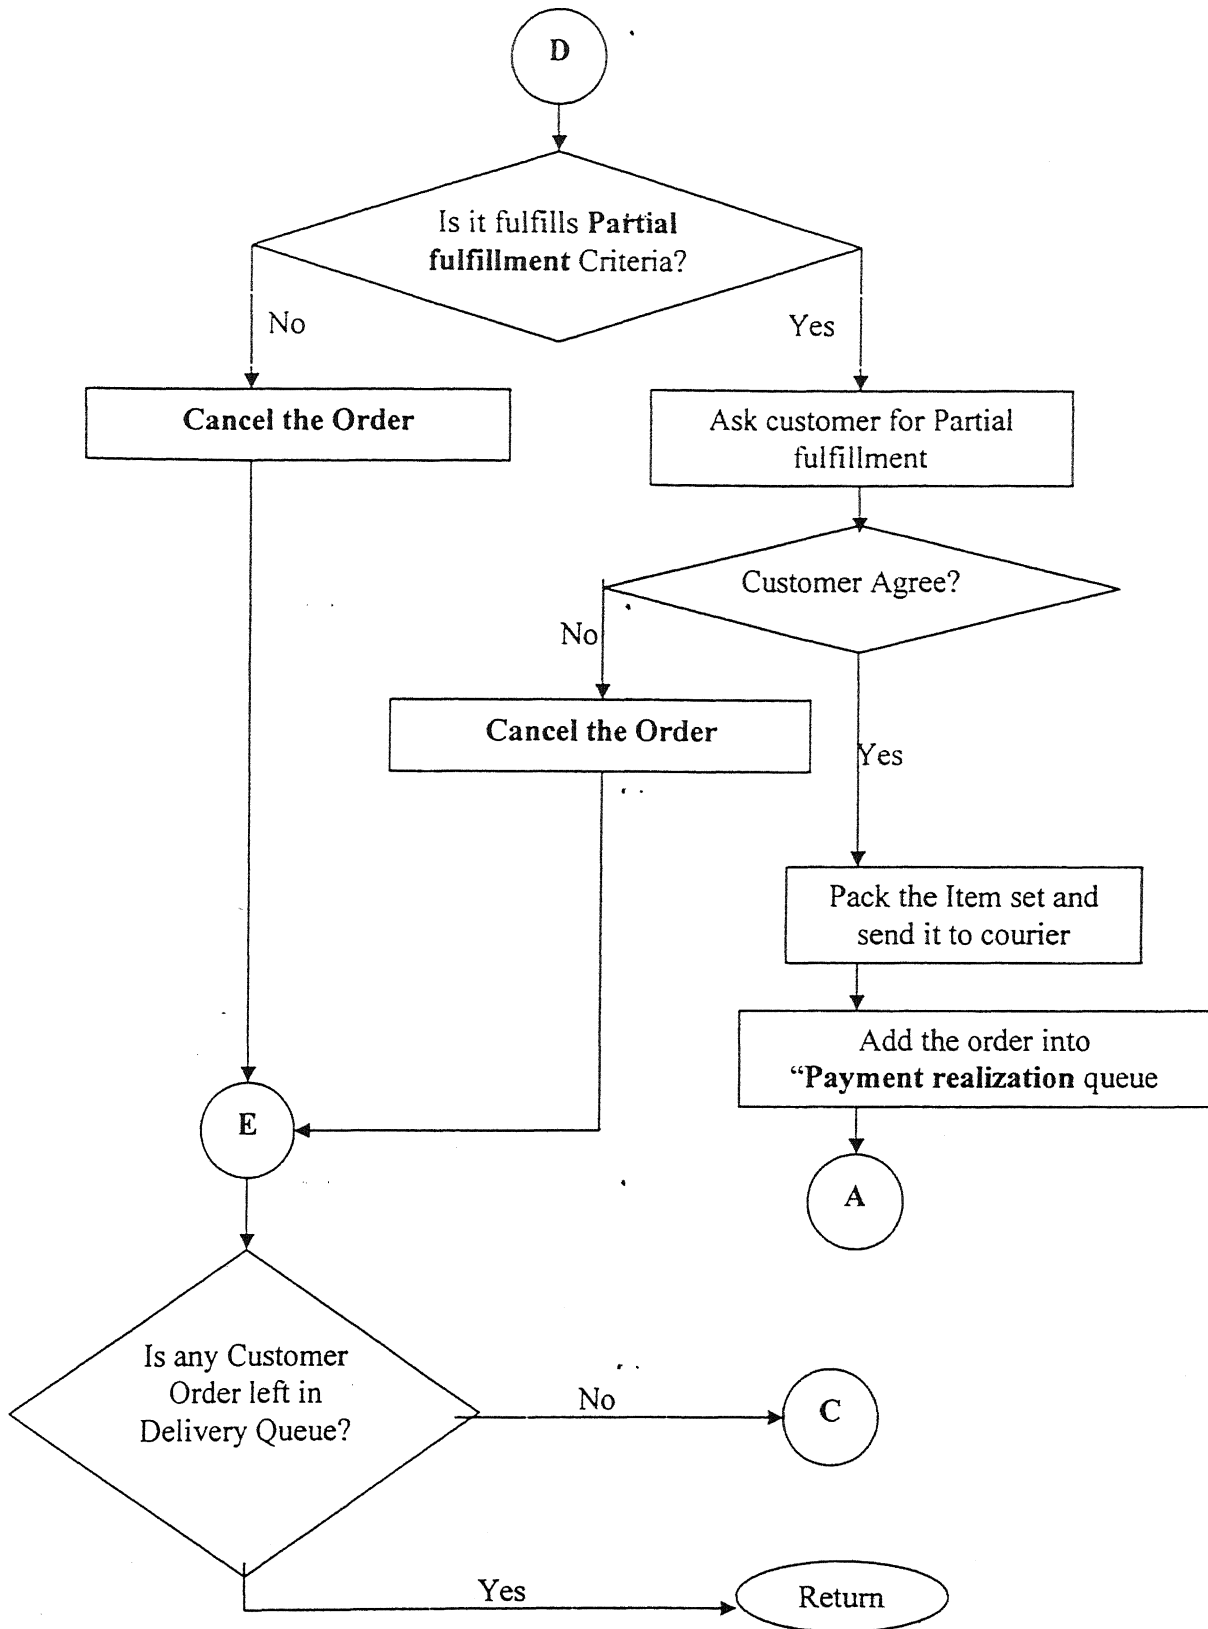 D
Is it fulfills Partial
fulfillment Criteria?
No
Yes
Cancel the Order
Ask customer for Partial
fulfillment
Customer Agree?
No
Cancel the Order
Yes
Pack the Item set and
send it to courier
Add the order into
“Payment realization queue
E
A
Is any Customer
Order left in
Delivery Queue?
No
C
Yes
Return